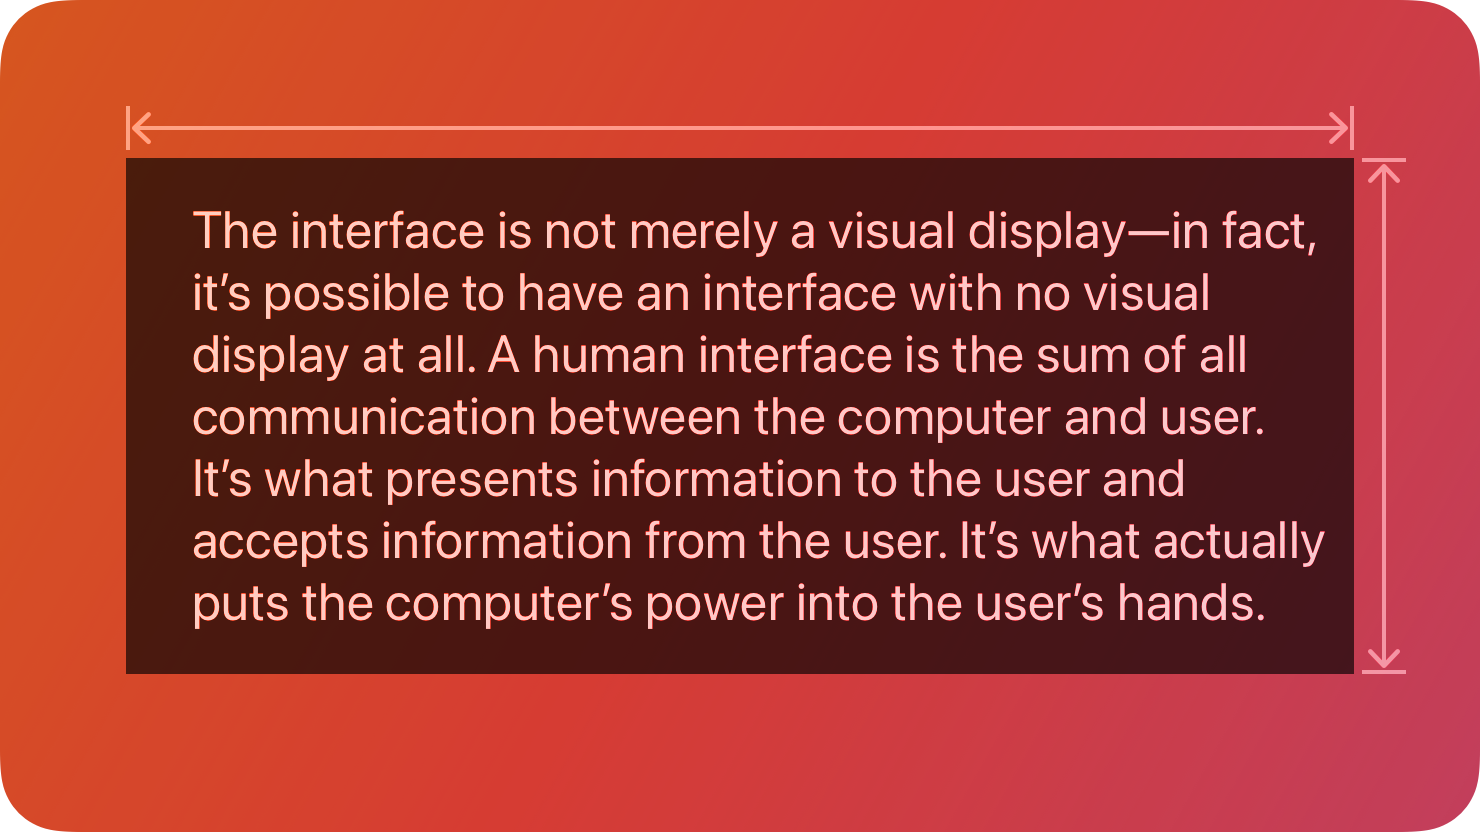 The interface is not merely a visual display—in fact,
it’s possible to have an interface with no visual
display at all. A human interface is the sum of all
communication between the computer and user.
It’s what presents information to the user and
accepts information from the user. It’s what actually
puts the computer’s power into the user’s hands.